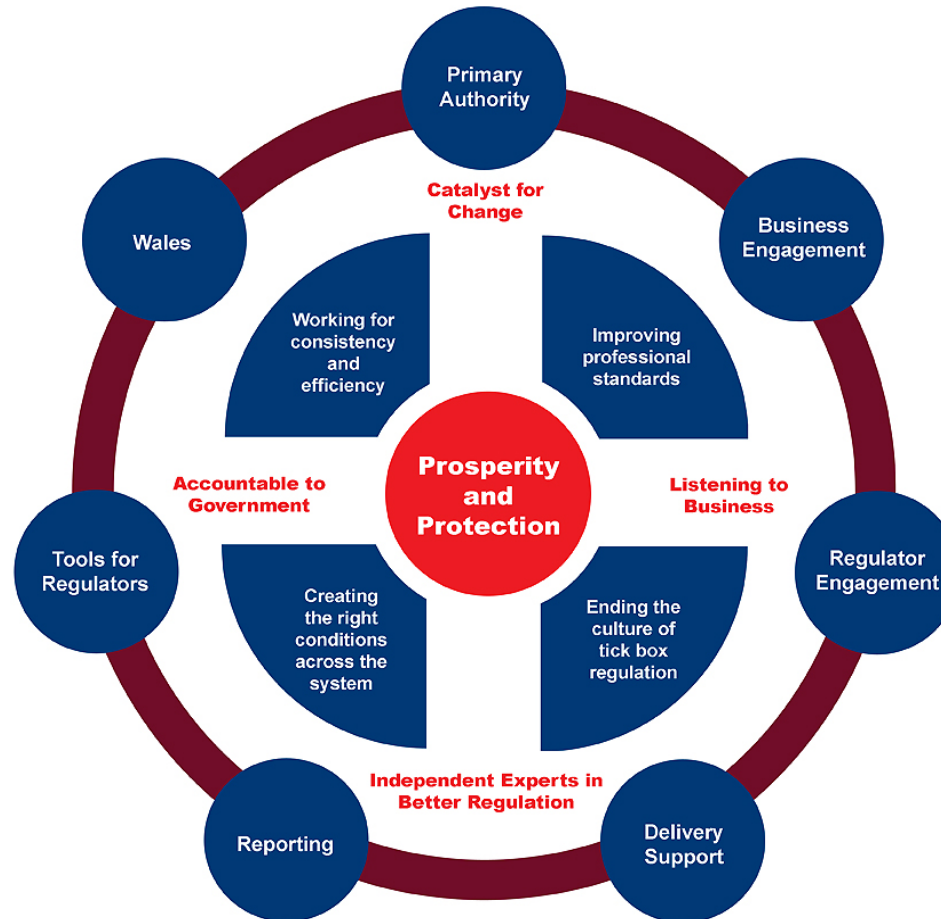 Primary
Authority
Wales
Business
Engagement
Catalyst for
Change
Working for
consistency
and
efficiency
Improving
professional
standards
Accountable to
Government
Prosperity
and
Protection
Listening to
Business
Tools for
Regulators
Regulator
Engagement
Creating
the right
conditions
across the
system
Ending the
culture of
tick box
regulation
Independent Experts in
Better Regulation
Reporting
Delivery
Support